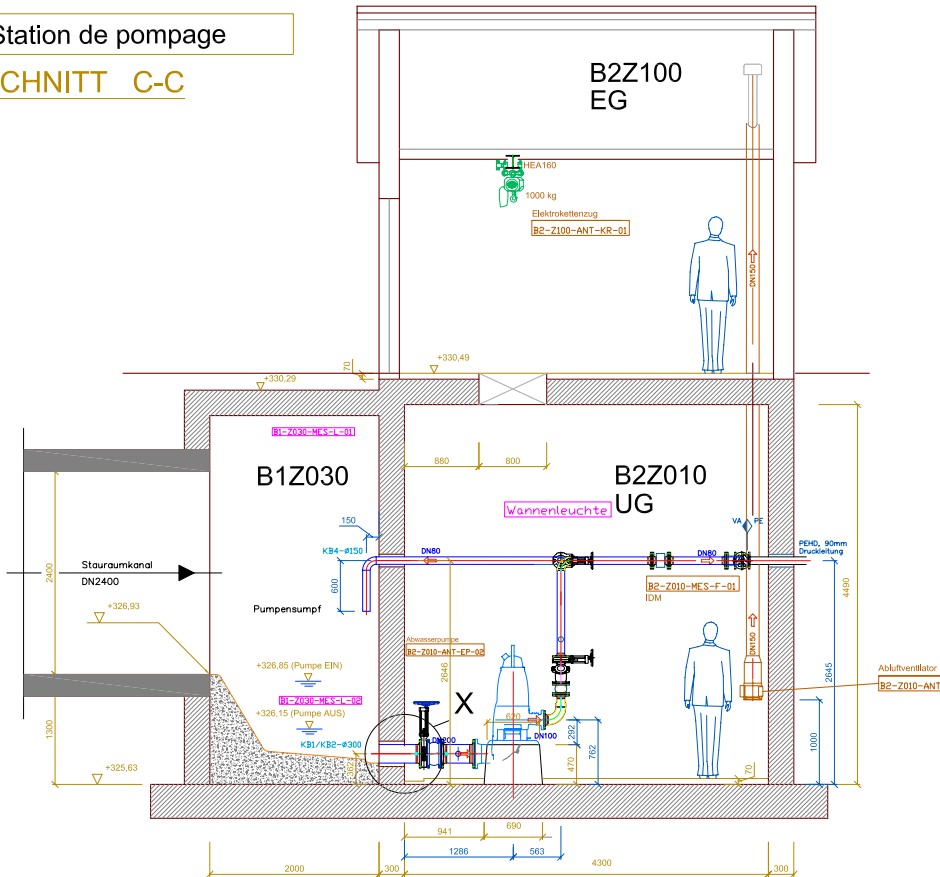 Station de pompage
CHNITT C-C
B2Z100
EG
HEA160
1000 kg
Elektrokettenzug
B2-Z100-ANT-KR-01
DN150
+330,49
70
+330,29
B1-Z030-MES-L-01
B1Z030
880
800
B2Z010
UG
Wannenleuchte
150
VA
PE
KB4-Ø150
DN80
DN80
PEHD, 90mm
Druckleitung
2400
Stauraumkanal
DN2400
600
4490
B2-Z010-MES-F-01
IDM
+326,93
Pumpensumpf
Abwasserpumpe
B2-Z010-ANT-EP-02
DN150
+326,85 (Pumpe EIN)
2646
2645
Abluftventilator
B2-Z010-ANT
B1-Z030-MES-L-02
X
+326,15 (Pumpe AUS)
620
1300
KB1/KB2-Ø300
DN200
DN100
292
762
1000
362
470
70
+325,63
941
690
1286
563
2000
300
4300
300